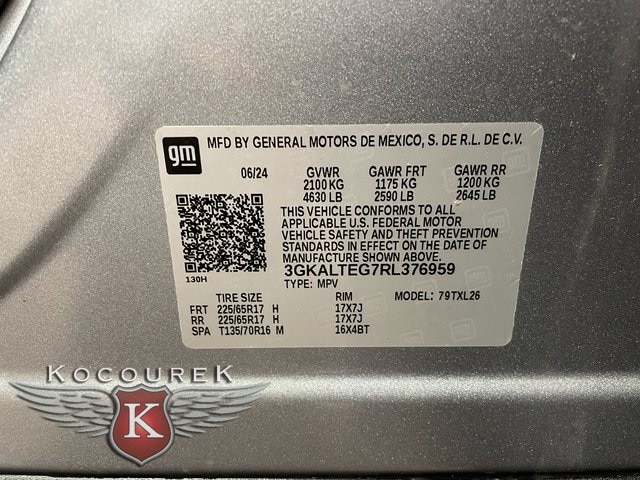 gm MFD BY GENERAL MOTORS DE MEXICO, S. DE R.L. DE C.V.
06/24 GVWR GAWR FRT GAWR RR
2100 KG 1175 KG 1200 KG
4630 LB 2590 LB 2645 LB
THIS VEHICLE CONFORMS TO ALL
APPLICABLE U.S. FEDERAL MOTOR
VEHICLE SAFETY AND THEFT PREVENTION
STANDARDS IN EFFECT ON THE DATE OF
MANUFACTURE SHOWN ABOVE.
3GKALTEG7RL376959
130H TYPE: MPV
TIRE SIZE RIM MODEL: 79TXL26
FRT 225/65R17 H 17X7J
RR 225/65R17 H 17X7J
SPA T135/70R16 M 16X4BT
KOCOUREK
K